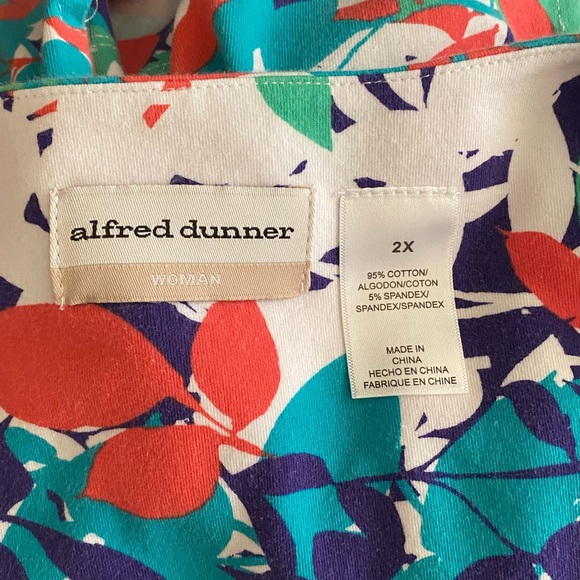 alfred dunner
WOMAN
2X
95% COTTON/
ALGODON/COTON
5% SPANDEX/
SPANDEX/SPANDEX
MADE IN
CHINA
HECHO EN CHINA
FABRIQUE EN CHINE